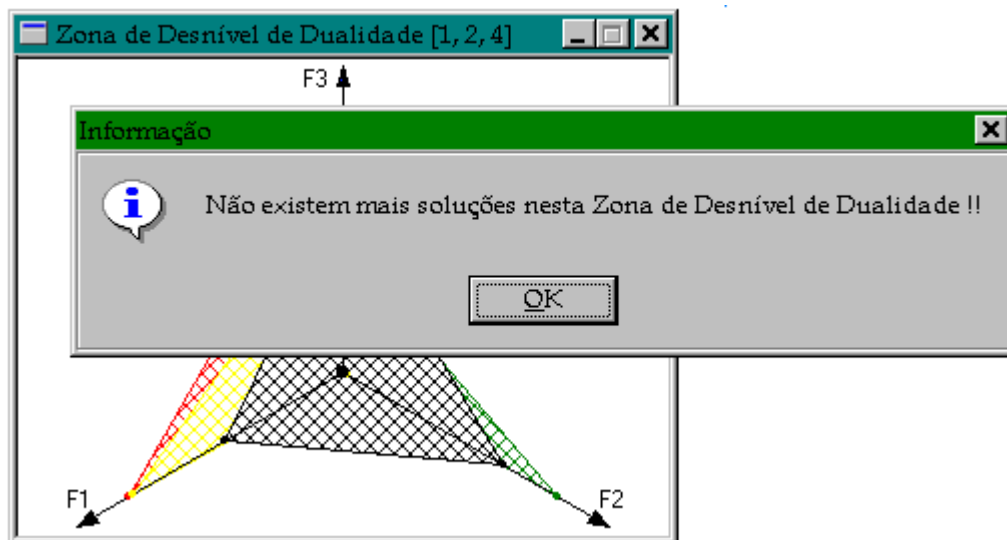 Zona de Desnível de Dualidade [1, 2, 4]
F3
Informação
Não existem mais soluções nesta Zona de Desnível de Dualidade !!
OK
F1
F2